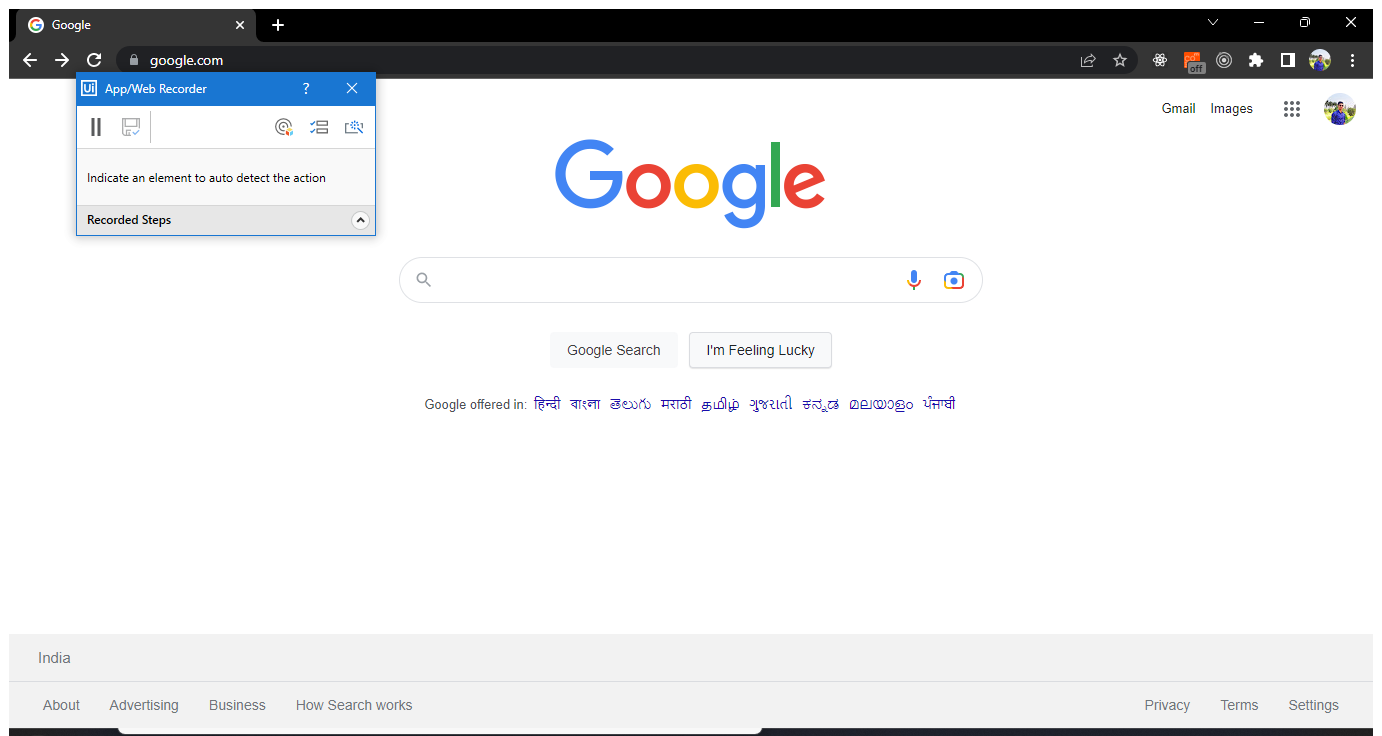 Google
google.com
off
Ui App/Web Recorder ?
Gmail Images
Google
Indicate an element to auto detect the action
Recorded Steps
Google Search I'm Feeling Lucky
Google offered in: हिन्दी বাংলা తెలుగు मराठी தமிழ் ગુજરાતી ಕನ್ನಡ മലയാളം ਪੰਜਾਬੀ
India
About Advertising Business How Search works Privacy Terms Settings